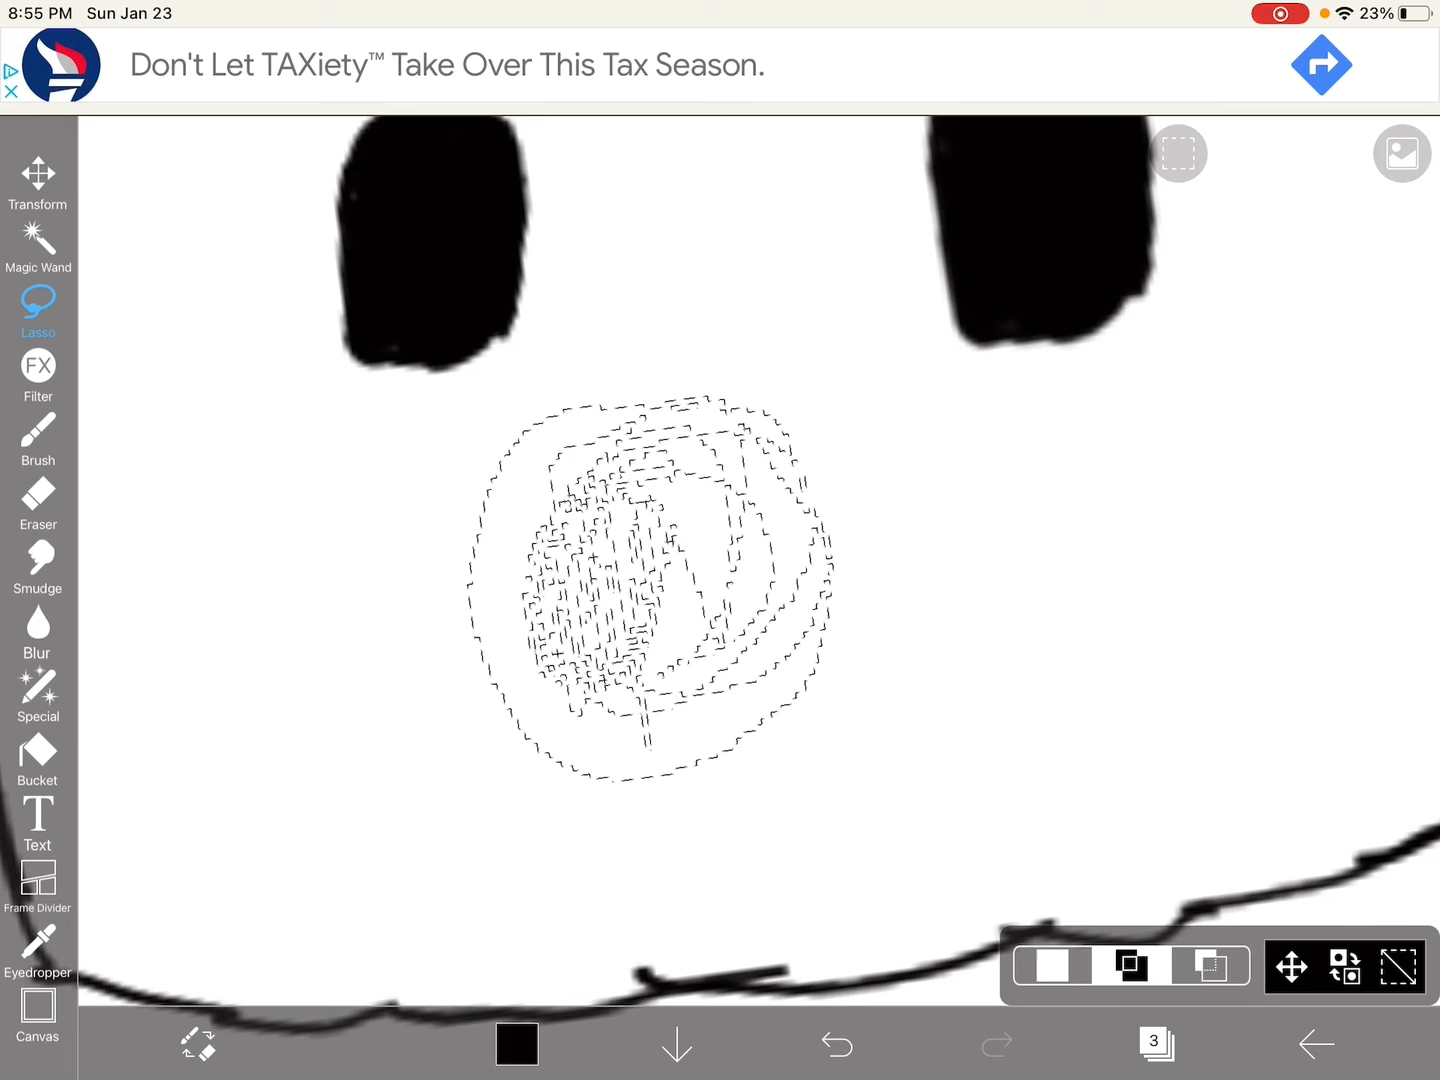 8:55 PM Sun Jan 23
23%
Don't Let TAXiety™ Take Over This Tax Season.
Transform
Magic Wand
Lasso
FX
Filter
Brush
Eraser
Smudge
Blur
Special
Bucket
T
Text
Frame Divider
Eyedropper
Canvas
3